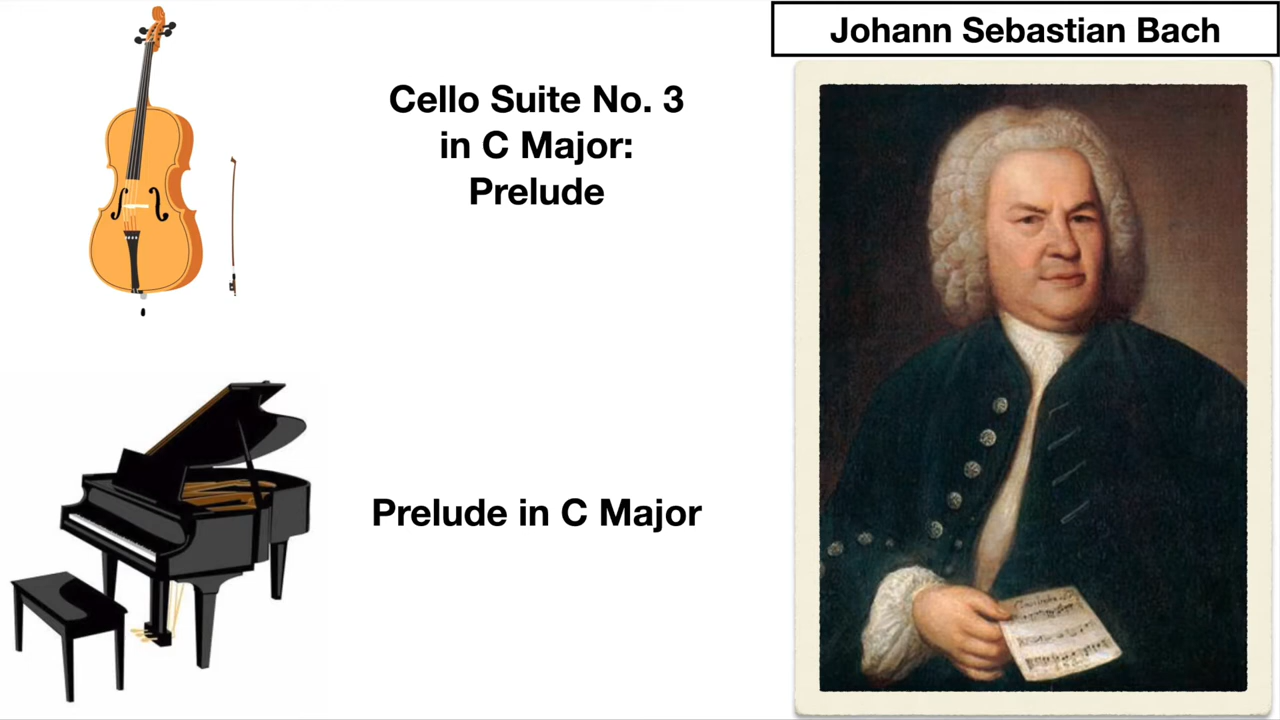 Johann Sebastian Bach
Cello Suite No. 3
in C Major:
Prelude
Prelude in C Major